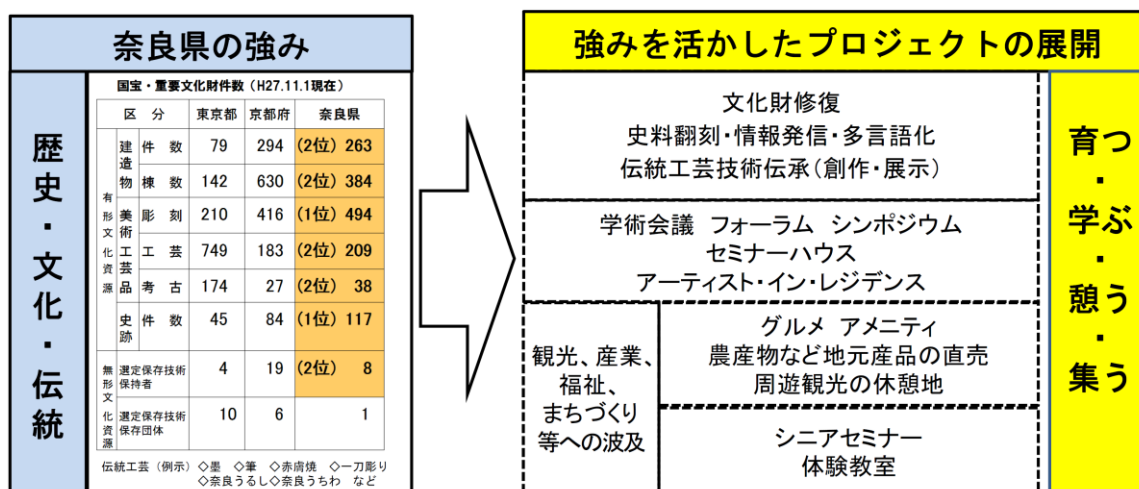 奈良県の強み
歴史・文化・伝統
国宝・重要文化財件数（H27.11.1現在）
区　分 東京都 京都府 奈良県
有形文化資源
建造物 件数 79 294 (2位) 263
棟数 142 630 (2位) 384
美術工芸品 彫刻 210 416 (1位) 494
工芸 749 183 (2位) 209
考古 174 27 (2位) 38
史跡 件数 45 84 (1位) 117
無形文化資源
選定保存技術保持者 4 19 (2位) 8
選定保存技術保存団体 10 6 1
伝統工芸（例示）◇墨　◇筆　◇赤膚焼　◇一刀彫り
◇奈良うるし◇奈良うちわ　など
強みを活かしたプロジェクトの展開
文化財修復
史料翻刻・情報発信・多言語化
伝統工芸技術伝承（創作・展示）
学術会議　フォーラム　シンポジウム
セミナーハウス
アーティスト・イン・レジデンス
観光、産業、
福祉、
まちづくり
等への波及
グルメ　アメニティ
農産物など地元産品の直売
周遊観光の休憩地
シニアセミナー
体験教室
育つ・学ぶ・憩う・集う